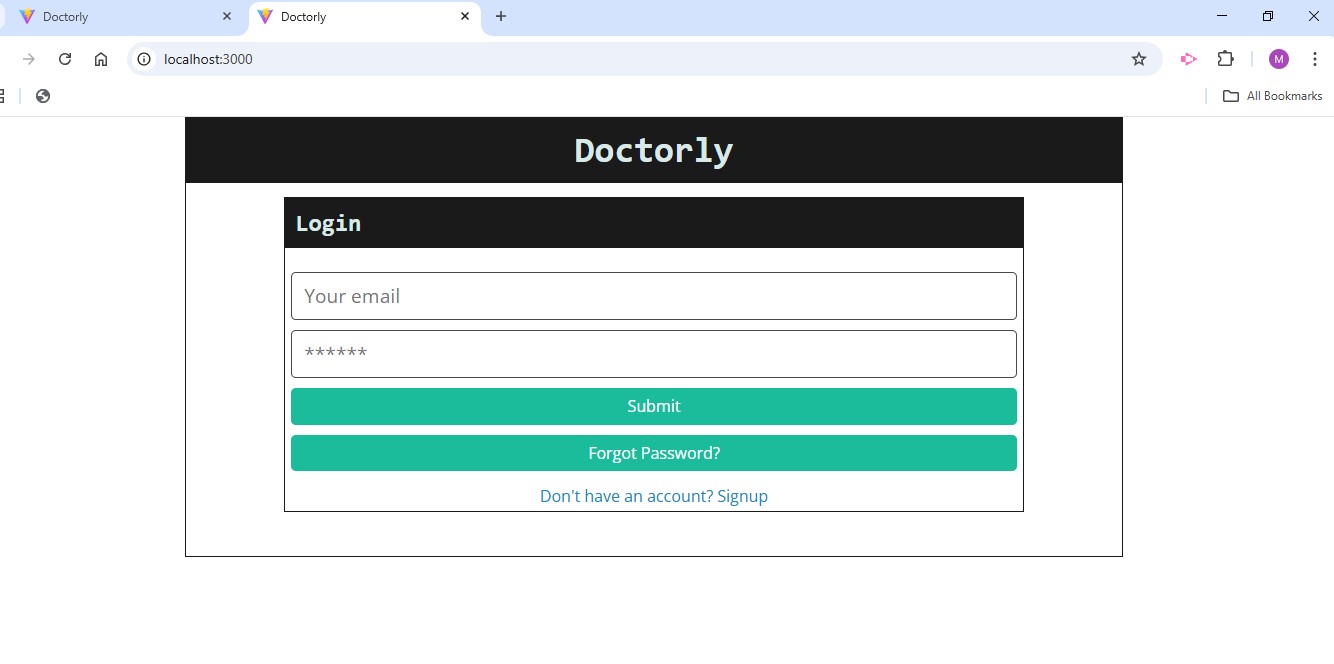 Doctorly
Doctorly
localhost:3000
M
All Bookmarks
Doctorly
Login
Your email
******
Submit
Forgot Password?
Don't have an account? Signup